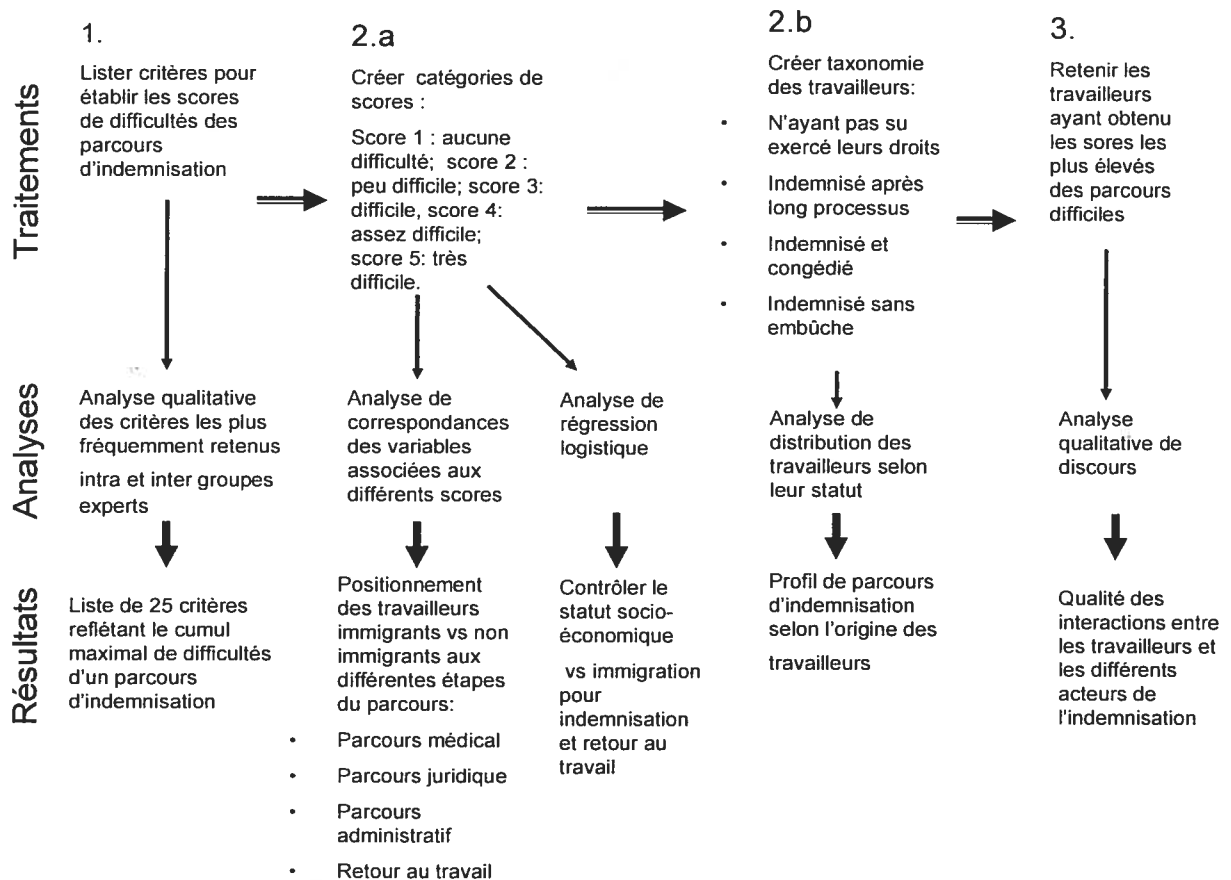 1.
Lister critères pour
établir les scores
de difficultés des
parcours
d'indemnisation
2.a
Créer catégories de
scores :
Score 1 : aucune
difficulté; score 2 :
peu difficile; score 3:
difficile, score 4:
assez difficile;
score 5: très
difficile.
2.b
Créer taxonomie
des travailleurs:
• N'ayant pas su
exercé leurs droits
• Indemnisé après
long processus
• Indemnisé et
congédié
• Indemnisé sans
embûche
3.
Retenir les
travailleurs
ayant obtenu
les sores les
plus élevés
des parcours
difficiles
Traitements
Analyse qualitative
des critères les plus
fréquemment retenus
intra et inter groupes
experts
Analyse de
correspondances
des variables
associées aux
différents scores
Analyse de
régression
logistique
Analyse de
distribution des
travailleurs selon
leur statut
Analyse
qualitative de
discours
Analyses
Liste de 25 critères
reflétant le cumul
maximal de difficultés
d'un parcours
d'indemnisation
Positionnement
des travailleurs
immigrants vs non
immigrants aux
différentes étapes
du parcours:
• Parcours médical
• Parcours juridique
• Parcours
administratif
• Retour au travail
Contrôler le
statut socio-
économique
vs immigration
pour
indemnisation
et retour au
travail
Profil de parcours
d'indemnisation
selon l'origine des
travailleurs
Qualité des
interactions entre
les travailleurs et
les différents
acteurs de
l'indemnisation
Résultats